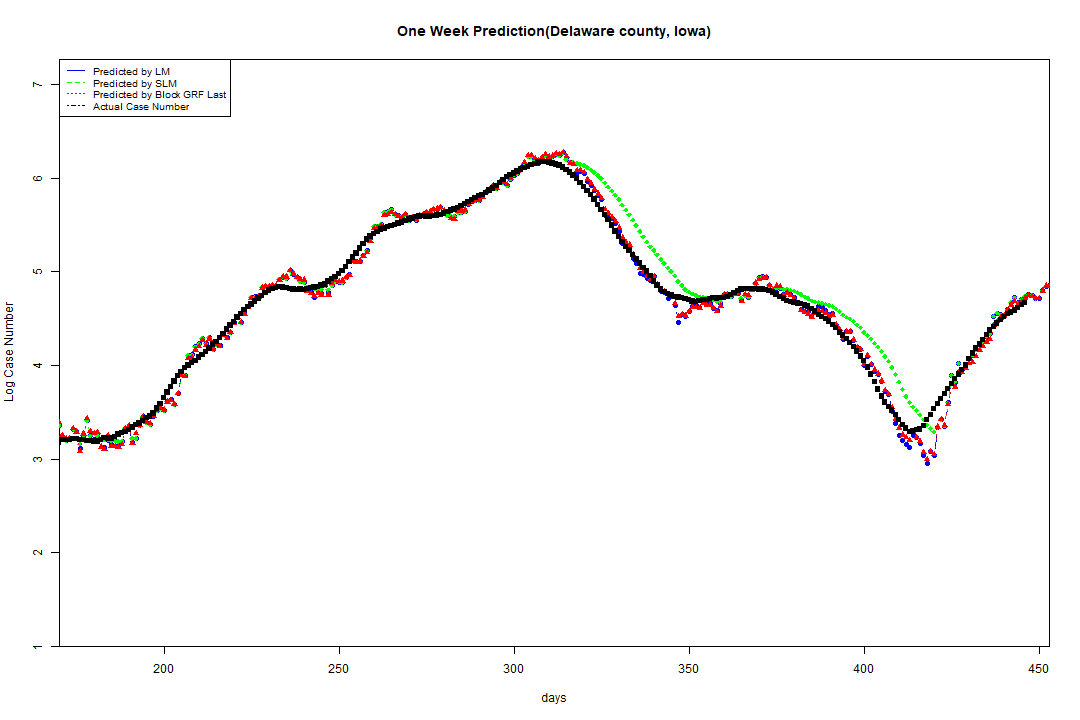 One Week Prediction(Delaware county, Iowa)
Predicted by LM
Predicted by SLM
Predicted by Block GRF Last
Actual Case Number
7
6
5
4
3
2
1
Log Case Number
200 250 300 350 400 450
days